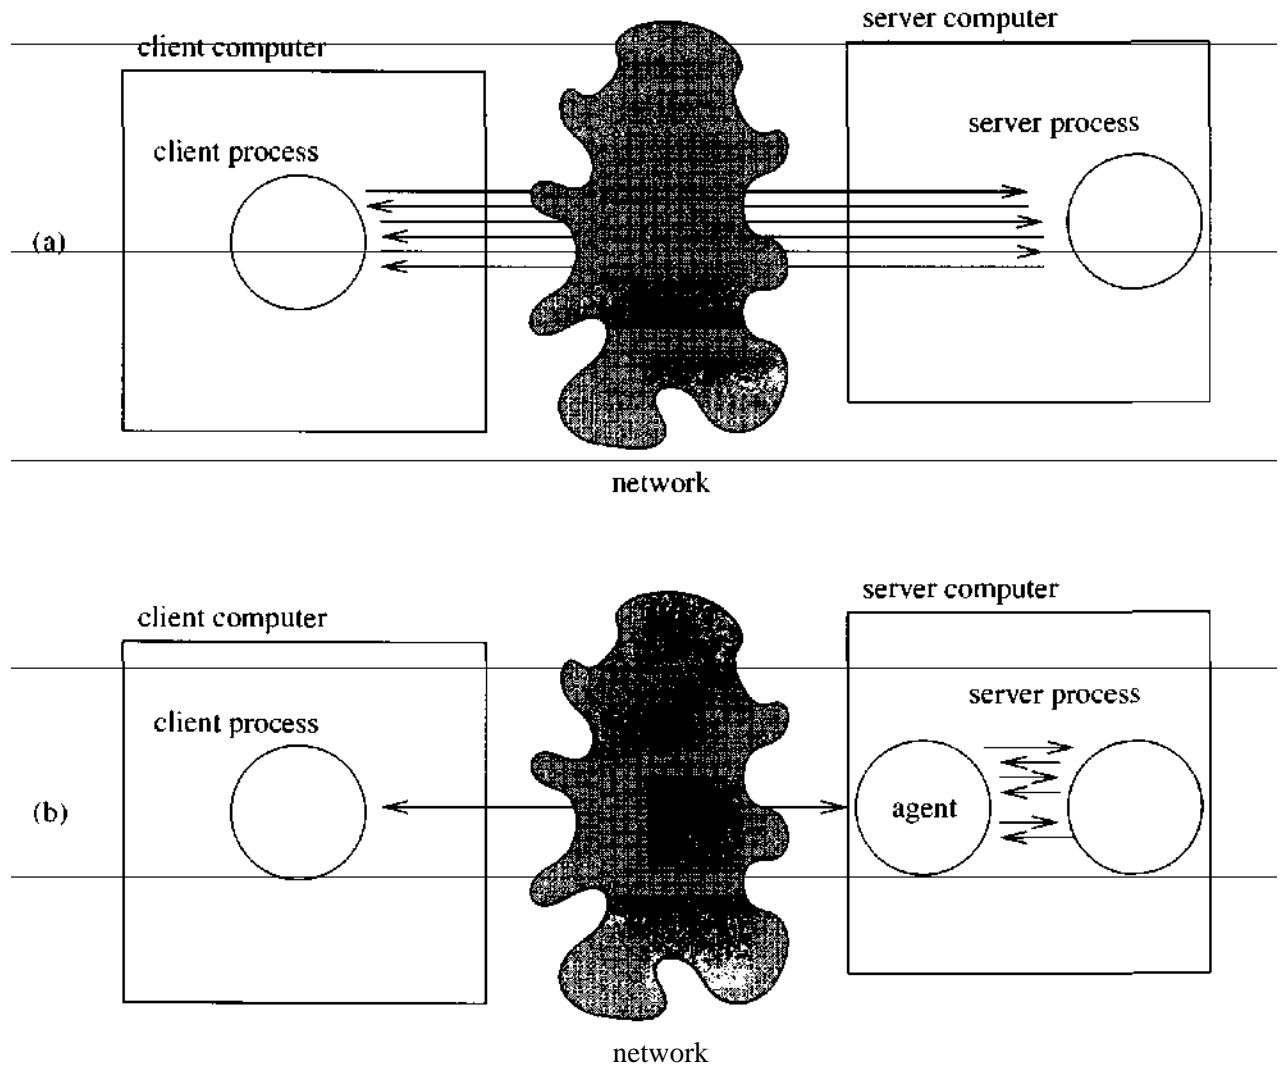 server computer
client computer
server process
client process
(a)
network
server computer
client computer
server process
client process
agent
(b)
network